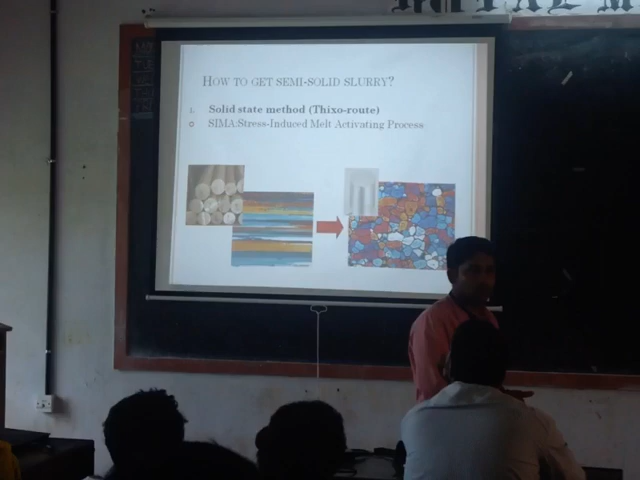 HOW TO GET SEMI-SOLID SLURRY?
1. Solid state method (Thixo-route)
SIMA:Stress-Induced Melt Activating Process